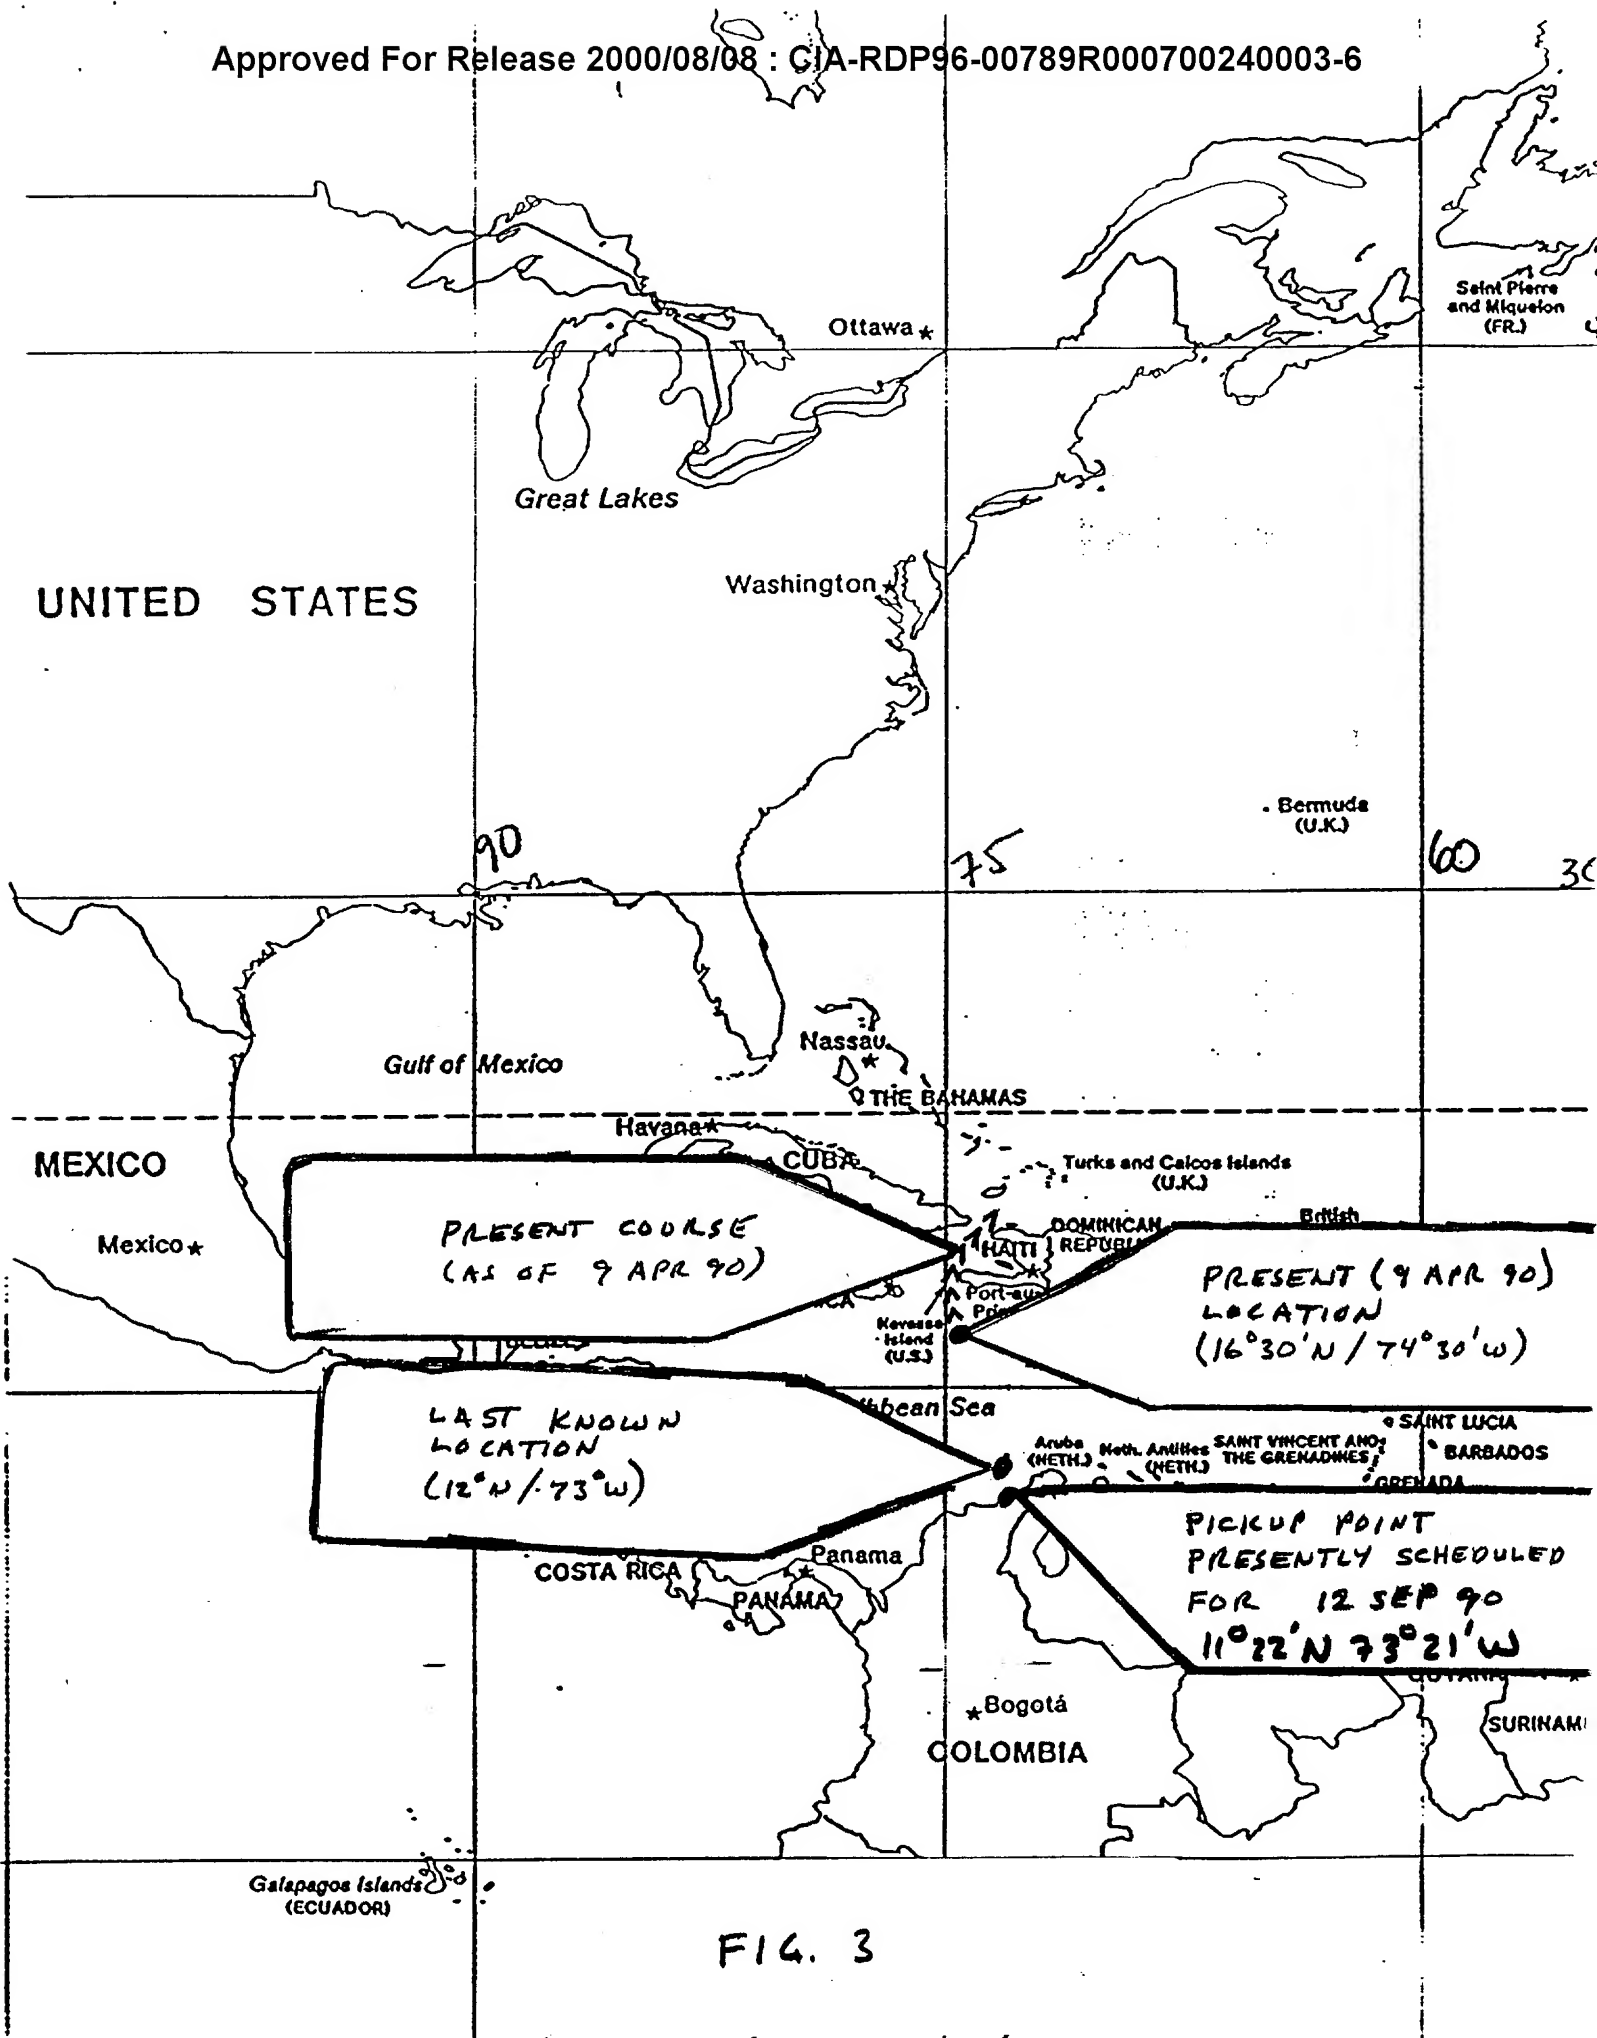 Approved For Release 2000/08/08 : CIA-RDP96-00789R000700240003-6
Saint Pierre
and Miquelon
(FR.)
Ottawa
Great Lakes
UNITED STATES
Washington
Bermuda
(U.K.)
90
75
60
Gulf of Mexico
Nassau
THE BAHAMAS
Havana
CUBA
MEXICO
Turks and Caicos Islands
(U.K.)
Mexico
PRESENT COURSE
(AS OF 9 APR 90)
HAITI
DOMINICAN
British
PRESENT (9 APR 90)
LOCATION
(16°30'N / 74°30'W)
Port-au-
Navassa
Island
(U.S.)
LAST KNOWN
LOCATION
(12°N / 73°W)
bbean Sea
Aruba
(NETH.)
Neth. Antilles
(NETH.)
SAINT VINCENT AND
THE GRENADINES
SAINT LUCIA
BARBADOS
GRENADA
PICKUP POINT
PRESENTLY SCHEDULED
FOR 12 SEP 90
11°22'N 73°21'W
COSTA RICA
Panama
PANAMA
Bogotá
COLOMBIA
SURINAM
Galapagos Islands
(ECUADOR)
FIG. 3